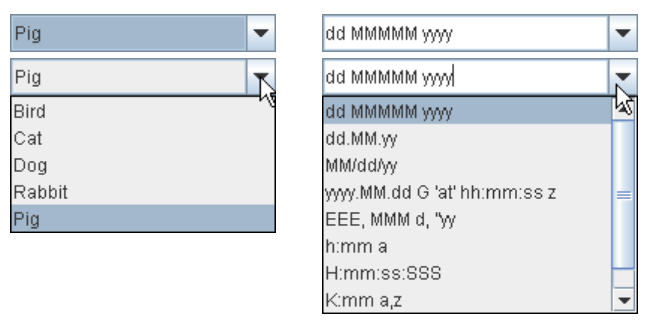 Pig
Pig
Bird
Cat
Dog
Rabbit
Pig
dd MMMMM yyyy
dd MMMMM yyyy
dd MMMMM yyyy
dd.MM.yy
MM/dd/yy
yyyy.MM.dd G 'at' hh:mm:ss z
EEE, MMM d, ''yy
h:mm a
H:mm:ss:SSS
K:mm a,z